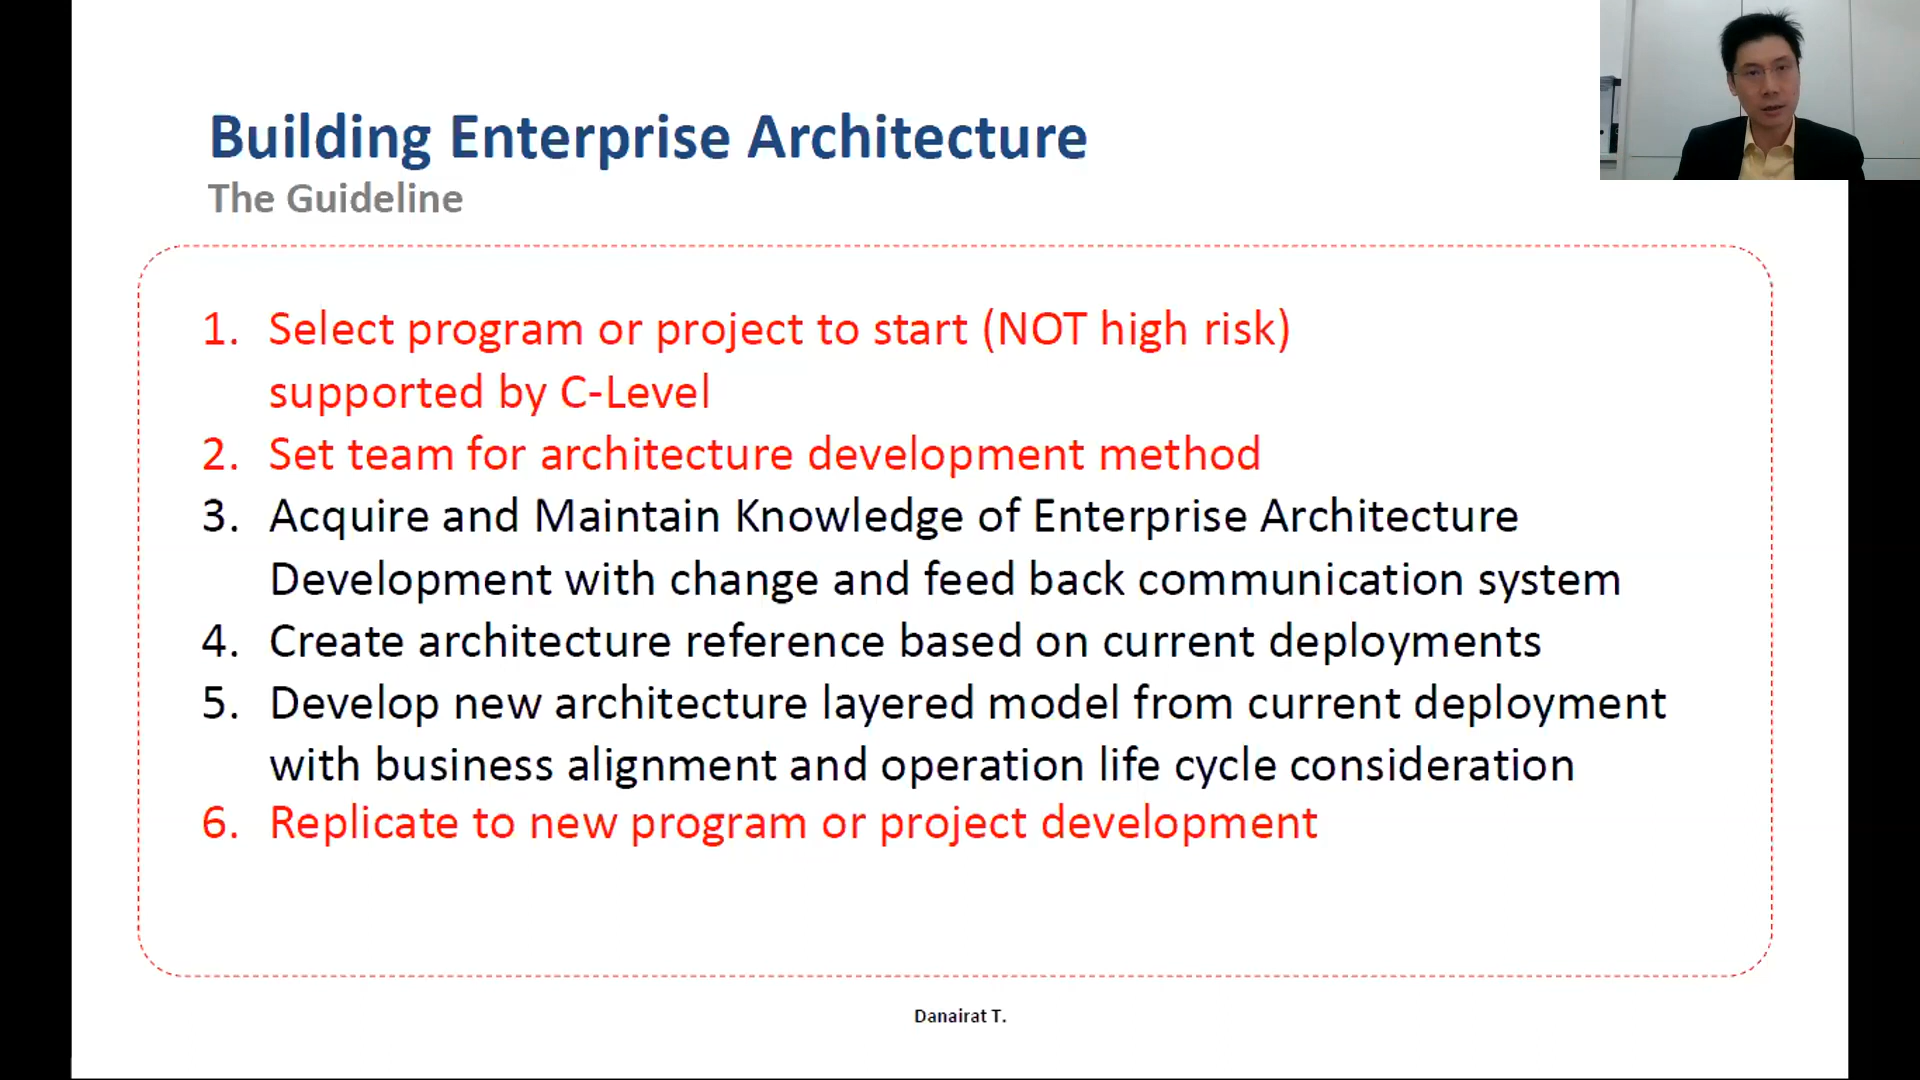 Building Enterprise Architecture
The Guideline
1. Select program or project to start (NOT high risk)
supported by C-Level
2. Set team for architecture development method
3. Acquire and Maintain Knowledge of Enterprise Architecture
Development with change and feed back communication system
4. Create architecture reference based on current deployments
5. Develop new architecture layered model from current deployment
with business alignment and operation life cycle consideration
6. Replicate to new program or project development
Danairat T.